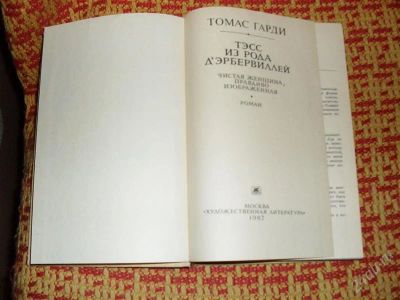 ТОМАС ГАРДИ
ТЭСС
ИЗ РОДА
Д'ЭРБЕРВИЛЛЕЙ
ЧИСТАЯ ЖЕНЩИНА,
ПРАВДИВО
ИЗОБРАЖЕННАЯ
РОМАН
МОСКВА
«ХУДОЖЕСТВЕННАЯ ЛИТЕРАТУРА»
1987